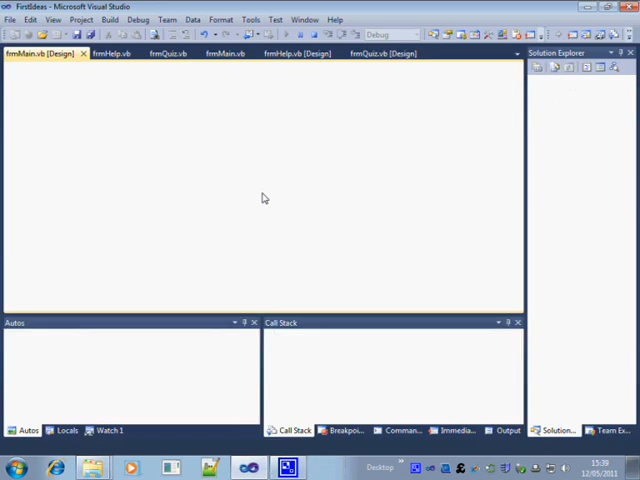 FirstIdeas - Microsoft Visual Studio
File Edit View Project Build Debug Team Data Format Tools Test Window Help
Debug
frmMain.vb [Design] frmHelp.vb frmQuiz.vb frmMain.vb frmHelp.vb [Design] frmQuiz.vb [Design]
Solution Explorer
Autos
Call Stack
Autos Locals Watch 1
Call Stack Breakpoi... Comman... Immedia... Output
Solution... Team Ex...
Desktop »
15:39
12/05/2011